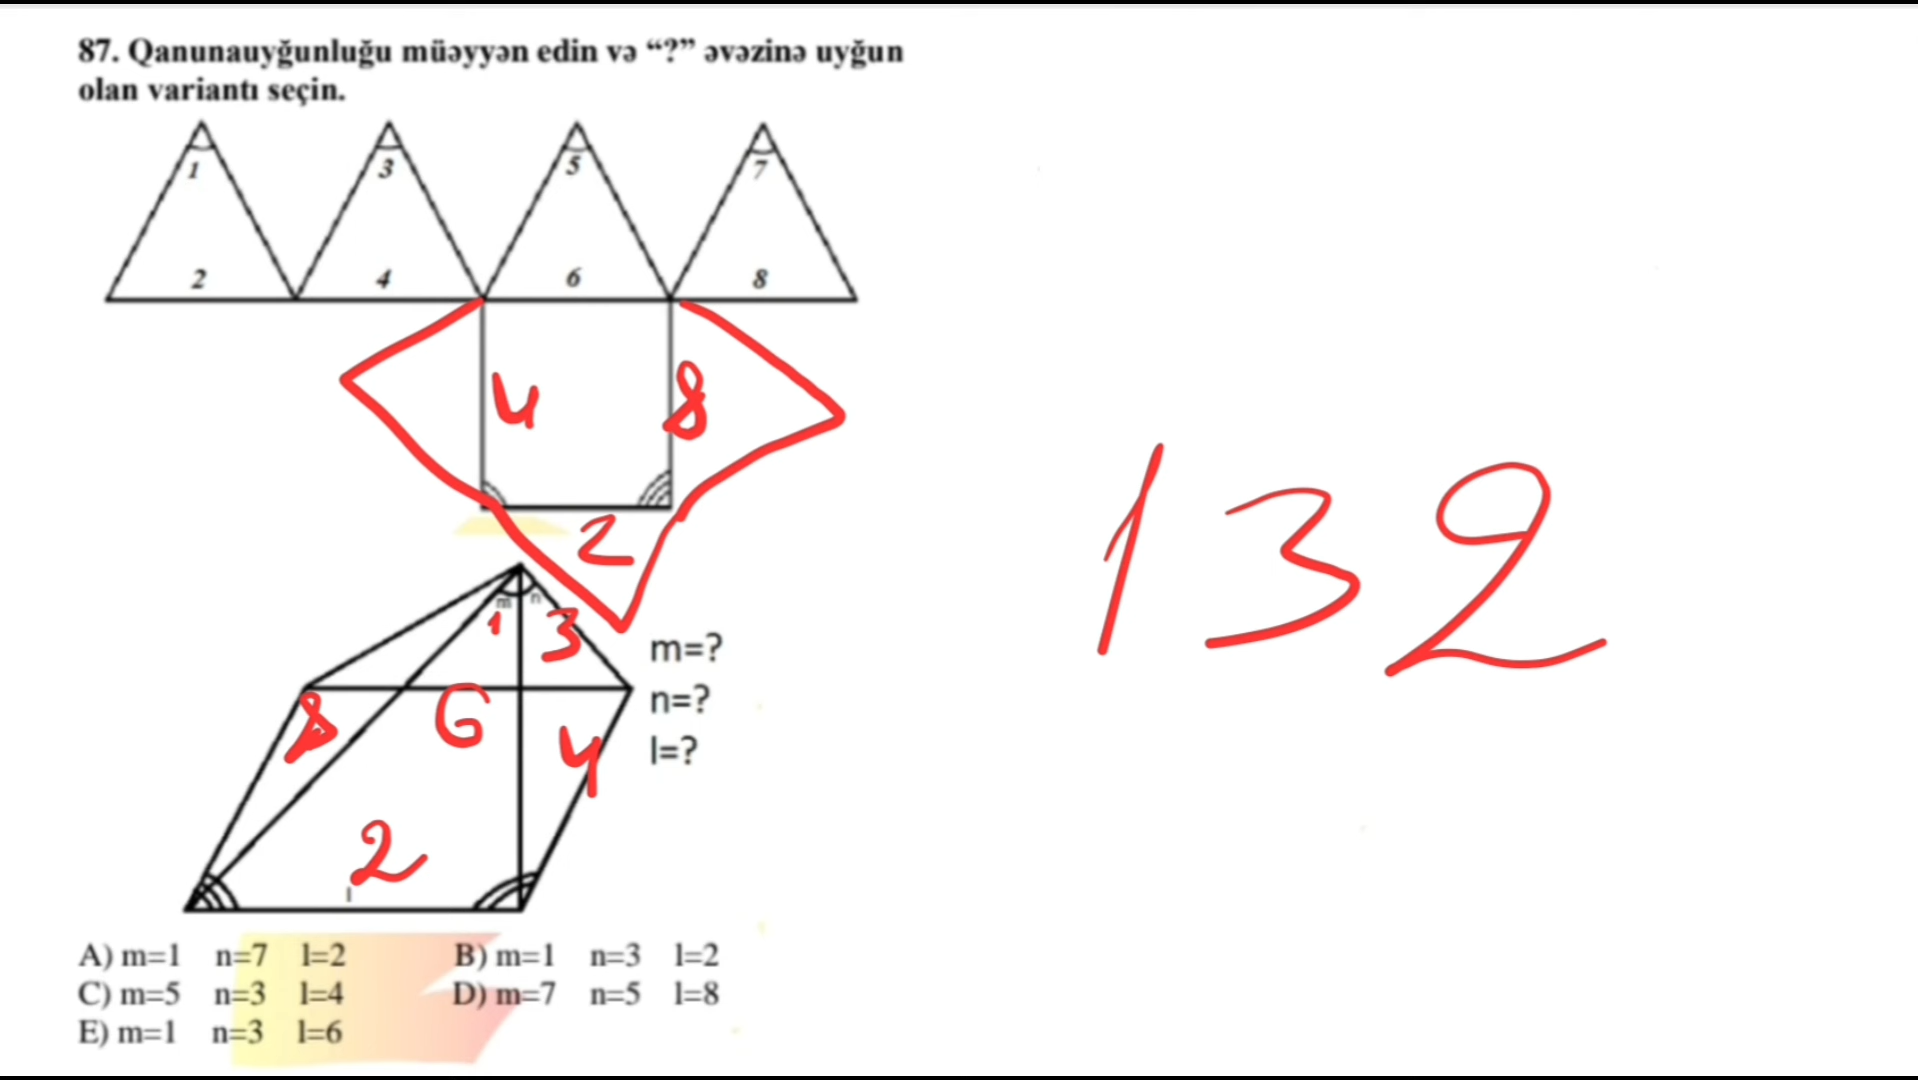 87. Qanunauyğunluğu müəyyən edin və “?” əvəzinə uyğun
olan variantı seçin.
1 3 5 7
2 4 6 8
4 8
2
m n
1 3
m=?
n=?
l=?
8 6 4
2
l
132
A) m=1 n=7 l=2 B) m=1 n=3 l=2
C) m=5 n=3 l=4 D) m=7 n=5 l=8
E) m=1 n=3 l=6